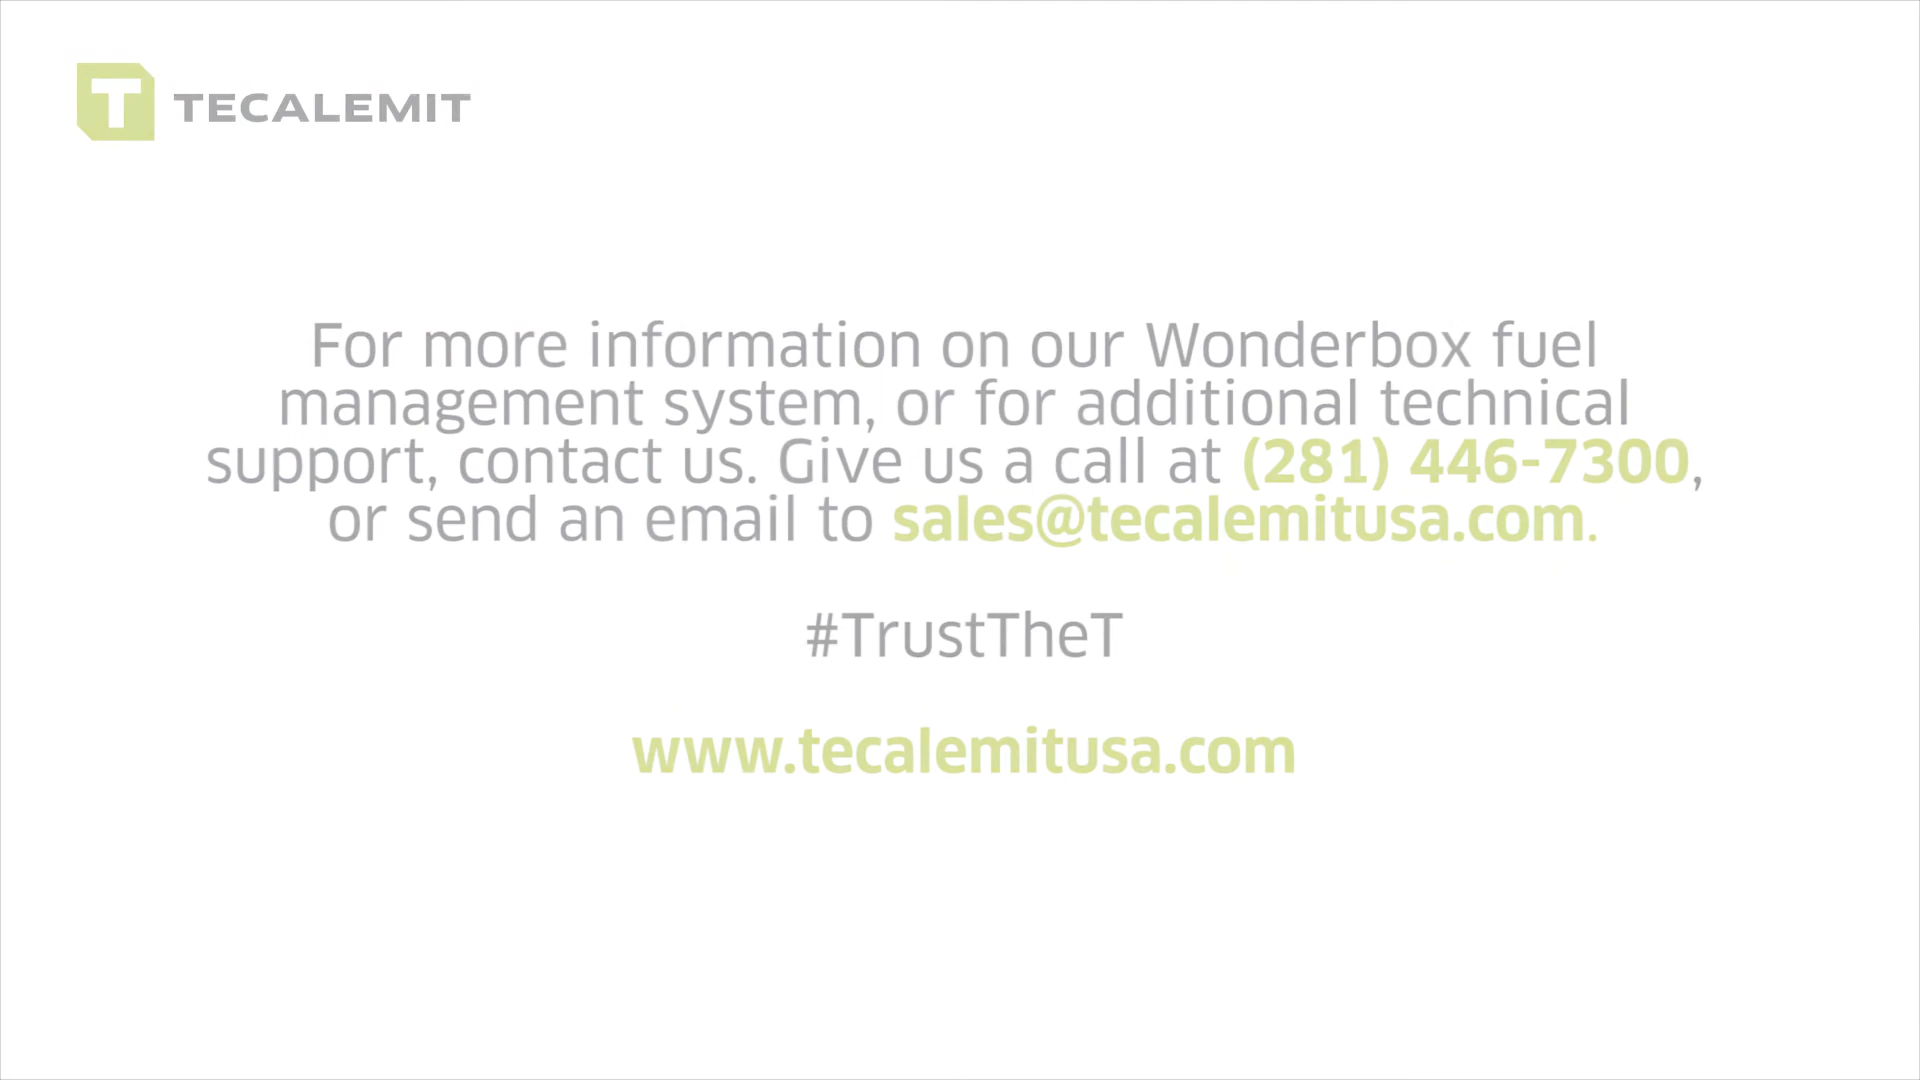 T TECALEMIT
For more information on our Wonderbox fuel
management system, or for additional technical
support, contact us. Give us a call at (281) 446-7300,
or send an email to sales@tecalemitusa.com.
#TrustTheT
www.tecalemitusa.com